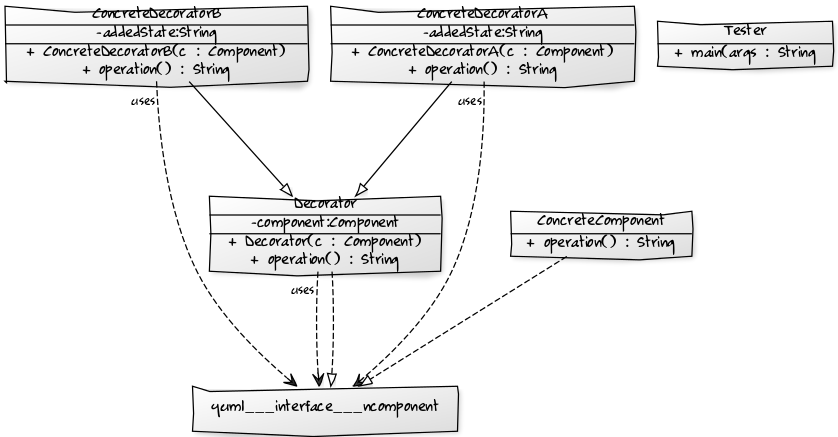 ConcreteDecoratorB
-addedState:String
+ ConcreteDecoratorB(c : Component)
+ operation() : String
ConcreteDecoratorA
-addedState:String
+ ConcreteDecoratorA(c : Component)
+ operation() : String
Tester
+ main(args : String
uses
uses
Decorator
-component:Component
+ Decorator(c : Component)
+ operation() : String
ConcreteComponent
+ operation() : String
uses
yuml___interface___ncomponent